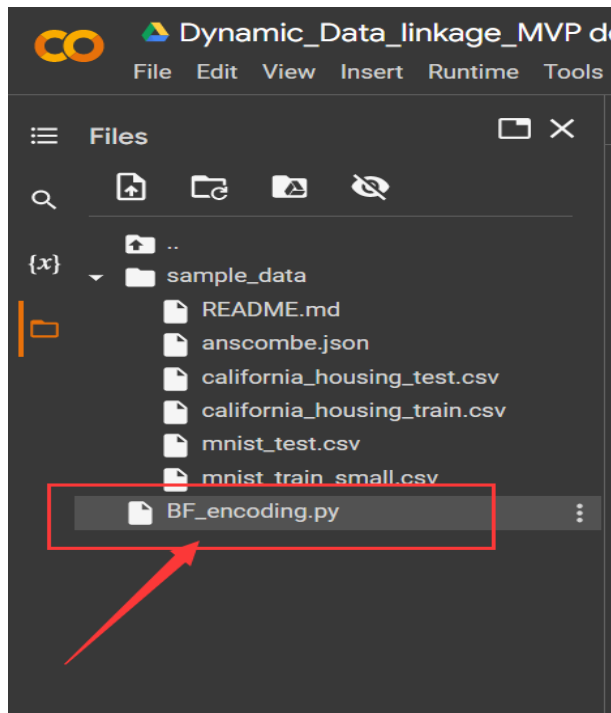 Dynamic_Data_linkage_MVP d
File Edit View Insert Runtime Tools
Files
..
{x}
sample_data
README.md
anscombe.json
california_housing_test.csv
california_housing_train.csv
mnist_test.csv
mnist_train_small.csv
BF_encoding.py